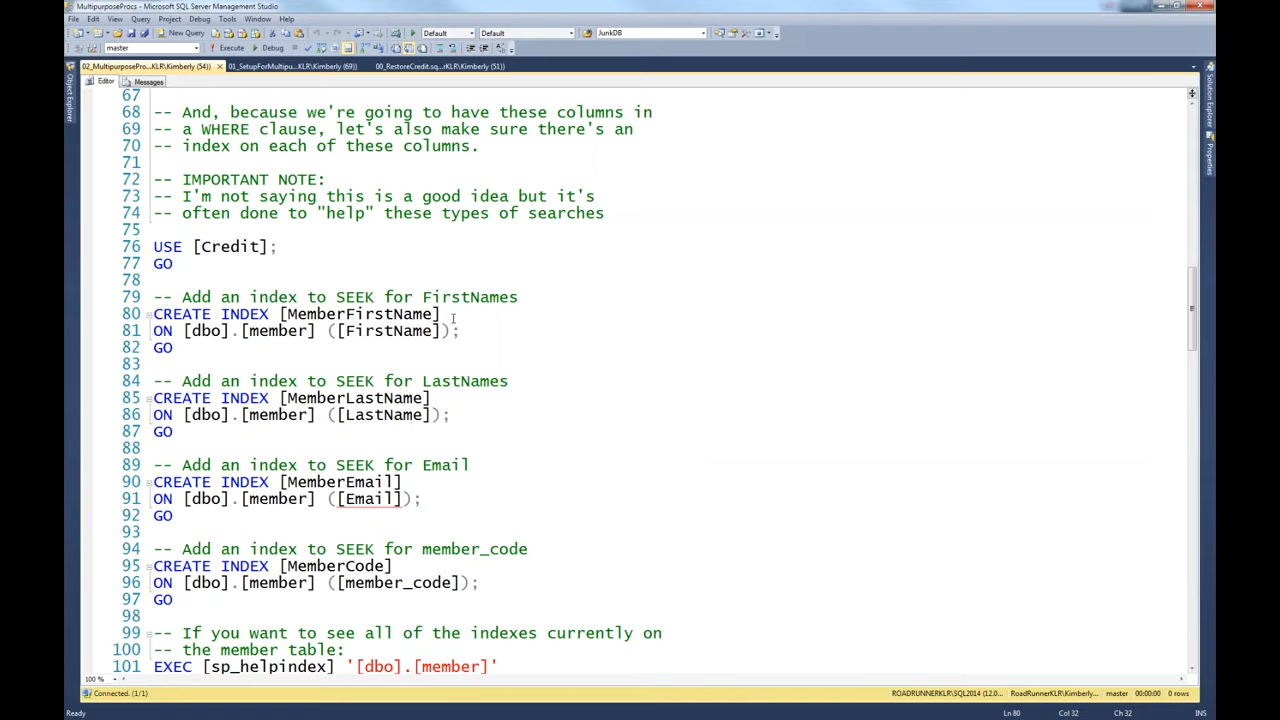 MultipurposeProcs - Microsoft SQL Server Management Studio
File Edit View Query Project Debug Tools Window Help
New Query Default Default JunkDB
master Execute Debug
02_MultipurposePro...KLR\Kimberly (54)) 01_SetupForMultipu...KLR\Kimberly (69)) 00_RestoreCredit.sq...rKLR\Kimberly (51))
Editor Messages
Object Explorer
Solution Explorer
Properties
67
68 -- And, because we're going to have these columns in
69 -- a WHERE clause, let's also make sure there's an
70 -- index on each of these columns.
71
72 -- IMPORTANT NOTE:
73 -- I'm not saying this is a good idea but it's
74 -- often done to "help" these types of searches
75
76 USE [Credit];
77 GO
78
79 -- Add an index to SEEK for FirstNames
80 CREATE INDEX [MemberFirstName]
81 ON [dbo].[member] ([FirstName]);
82 GO
83
84 -- Add an index to SEEK for LastNames
85 CREATE INDEX [MemberLastName]
86 ON [dbo].[member] ([LastName]);
87 GO
88
89 -- Add an index to SEEK for Email
90 CREATE INDEX [MemberEmail]
91 ON [dbo].[member] ([Email]);
92 GO
93
94 -- Add an index to SEEK for member_code
95 CREATE INDEX [MemberCode]
96 ON [dbo].[member] ([member_code]);
97 GO
98
99 -- If you want to see all of the indexes currently on
100 -- the member table:
101 EXEC [sp_helpindex] '[dbo].[member]'
100 %
Connected. (1/1) ROADRUNNERKLR\SQL2014 (12.0... RoadRunnerKLR\Kimberly... master 00:00:00 0 rows
Ready Ln 80 Col 32 Ch 32 INS